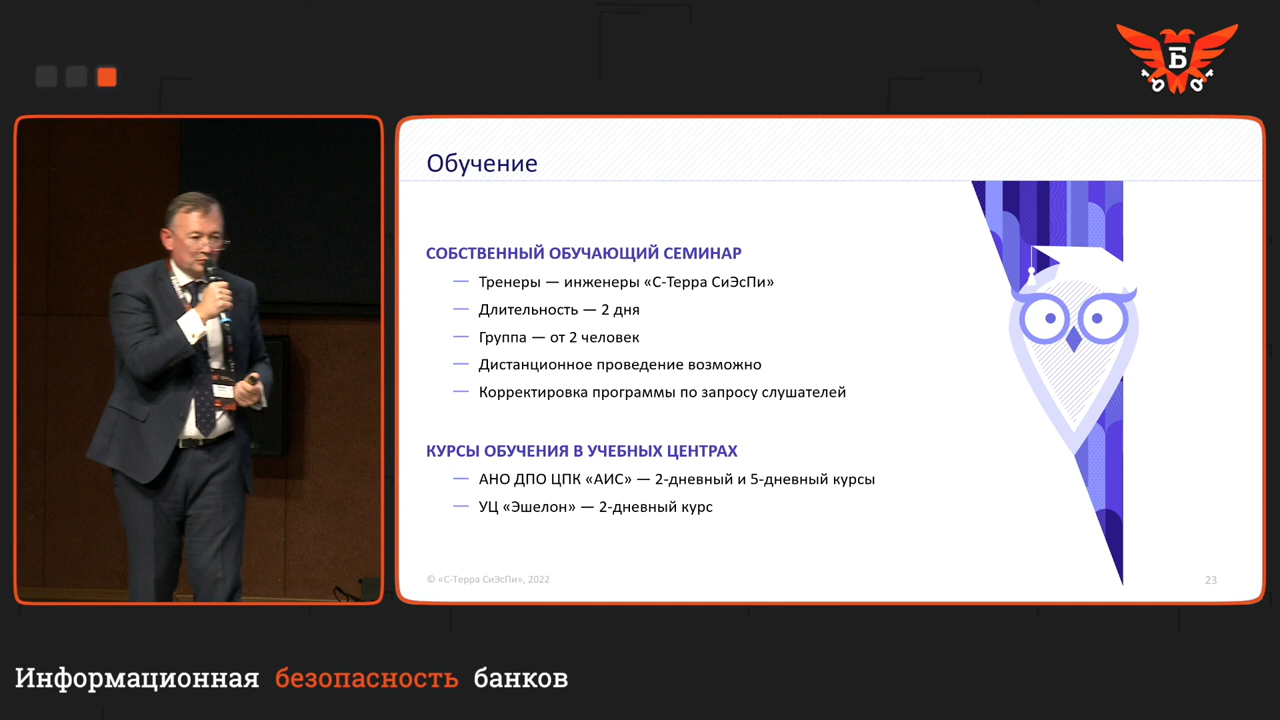 Б
Обучение
СОБСТВЕННЫЙ ОБУЧАЮЩИЙ СЕМИНАР
— Тренеры — инженеры «С-Терра СиЭсПи»
— Длительность — 2 дня
— Группа — от 2 человек
— Дистанционное проведение возможно
— Корректировка программы по запросу слушателей
КУРСЫ ОБУЧЕНИЯ В УЧЕБНЫХ ЦЕНТРАХ
— АНО ДПО ЦПК «АИС» — 2-дневный и 5-дневный курсы
— УЦ «Эшелон» — 2-дневный курс
© «С-Терра СиЭсПи», 2022
23
Информационная безопасность банков